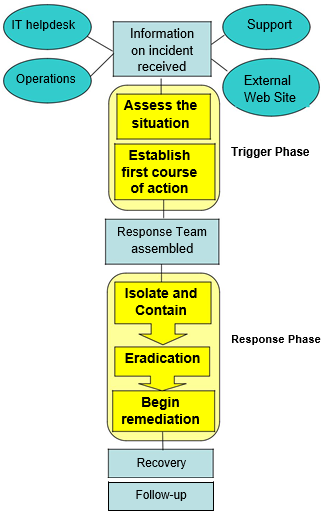 IT helpdesk
Information
on incident
received
Support
Operations
External
Web Site
Assess the
situation
Establish
first course
of action
Trigger Phase
Response Team
assembled
Isolate and
Contain
Eradication
Response Phase
Begin
remediation
Recovery
Follow-up